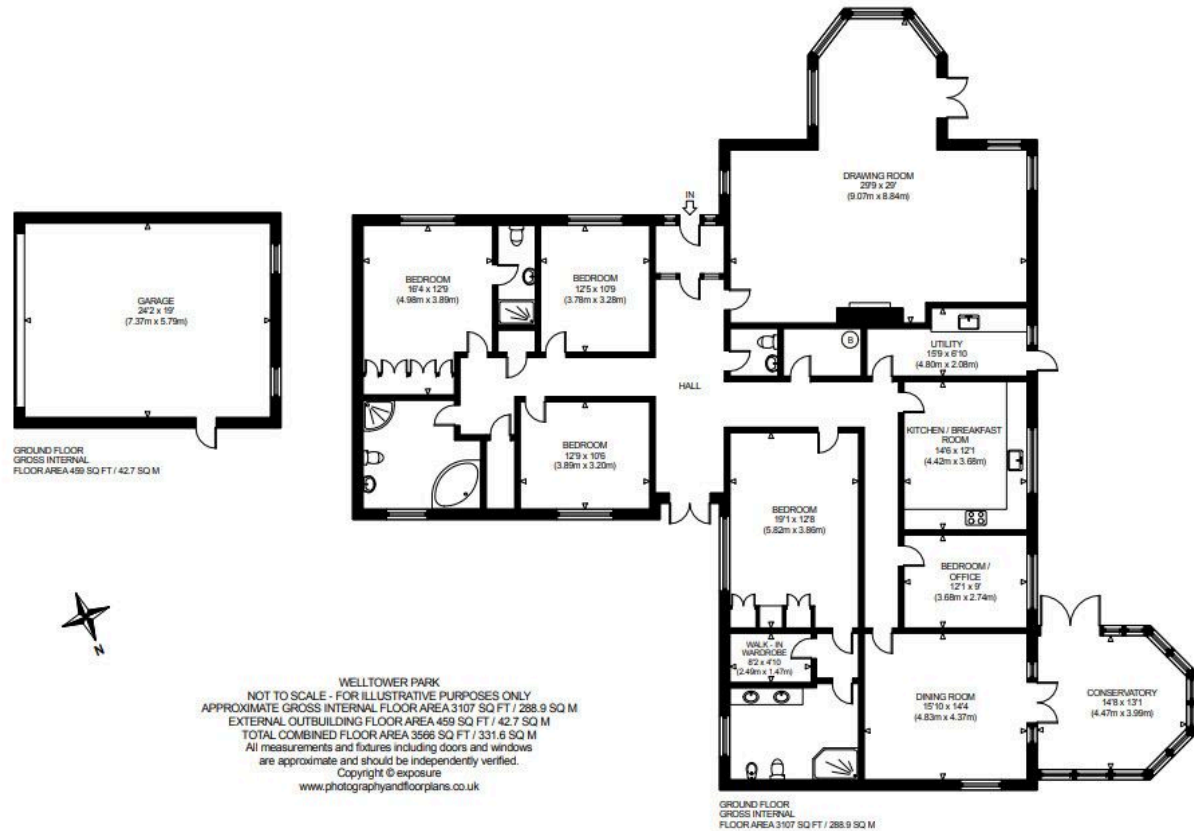 DRAWING ROOM
29'9 x 29'
(9.07m x 8.84m)
IN
BEDROOM
16'4 x 12'9
(4.98m x 3.89m)
BEDROOM
12'5 x 10'9
(3.78m x 3.28m)
GARAGE
24'2 x 19'
(7.37m x 5.79m)
B
UTILITY
15'9 x 6'10
(4.80m x 2.08m)
HALL
KITCHEN / BREAKFAST
ROOM
14'6 x 12'1
(4.42m x 3.68m)
GROUND FLOOR
GROSS INTERNAL
FLOOR AREA 459 SQ FT / 42.7 SQ M
BEDROOM
12'9 x 10'6
(3.89m x 3.20m)
BEDROOM
19'1 x 12'8
(5.82m x 3.86m)
BEDROOM /
OFFICE
12'1 x 9'
(3.68m x 2.74m)
N
WALK - IN
WARDROBE
8'2 x 4'10
(2.49m x 1.47m)
DINING ROOM
15'10 x 14'4
(4.83m x 4.37m)
CONSERVATORY
14'8 x 13'1
(4.47m x 3.99m)
WELLTOWER PARK
NOT TO SCALE - FOR ILLUSTRATIVE PURPOSES ONLY
APPROXIMATE GROSS INTERNAL FLOOR AREA 3107 SQ FT / 288.9 SQ M
EXTERNAL OUTBUILDING FLOOR AREA 459 SQ FT / 42.7 SQ M
TOTAL COMBINED FLOOR AREA 3566 SQ FT / 331.6 SQ M
All measurements and fixtures including doors and windows
are approximate and should be independently verified.
Copyright © exposure
www.photographyandfloorplans.co.uk
GROUND FLOOR
GROSS INTERNAL
FLOOR AREA 3107 SQ FT / 288.9 SQ M